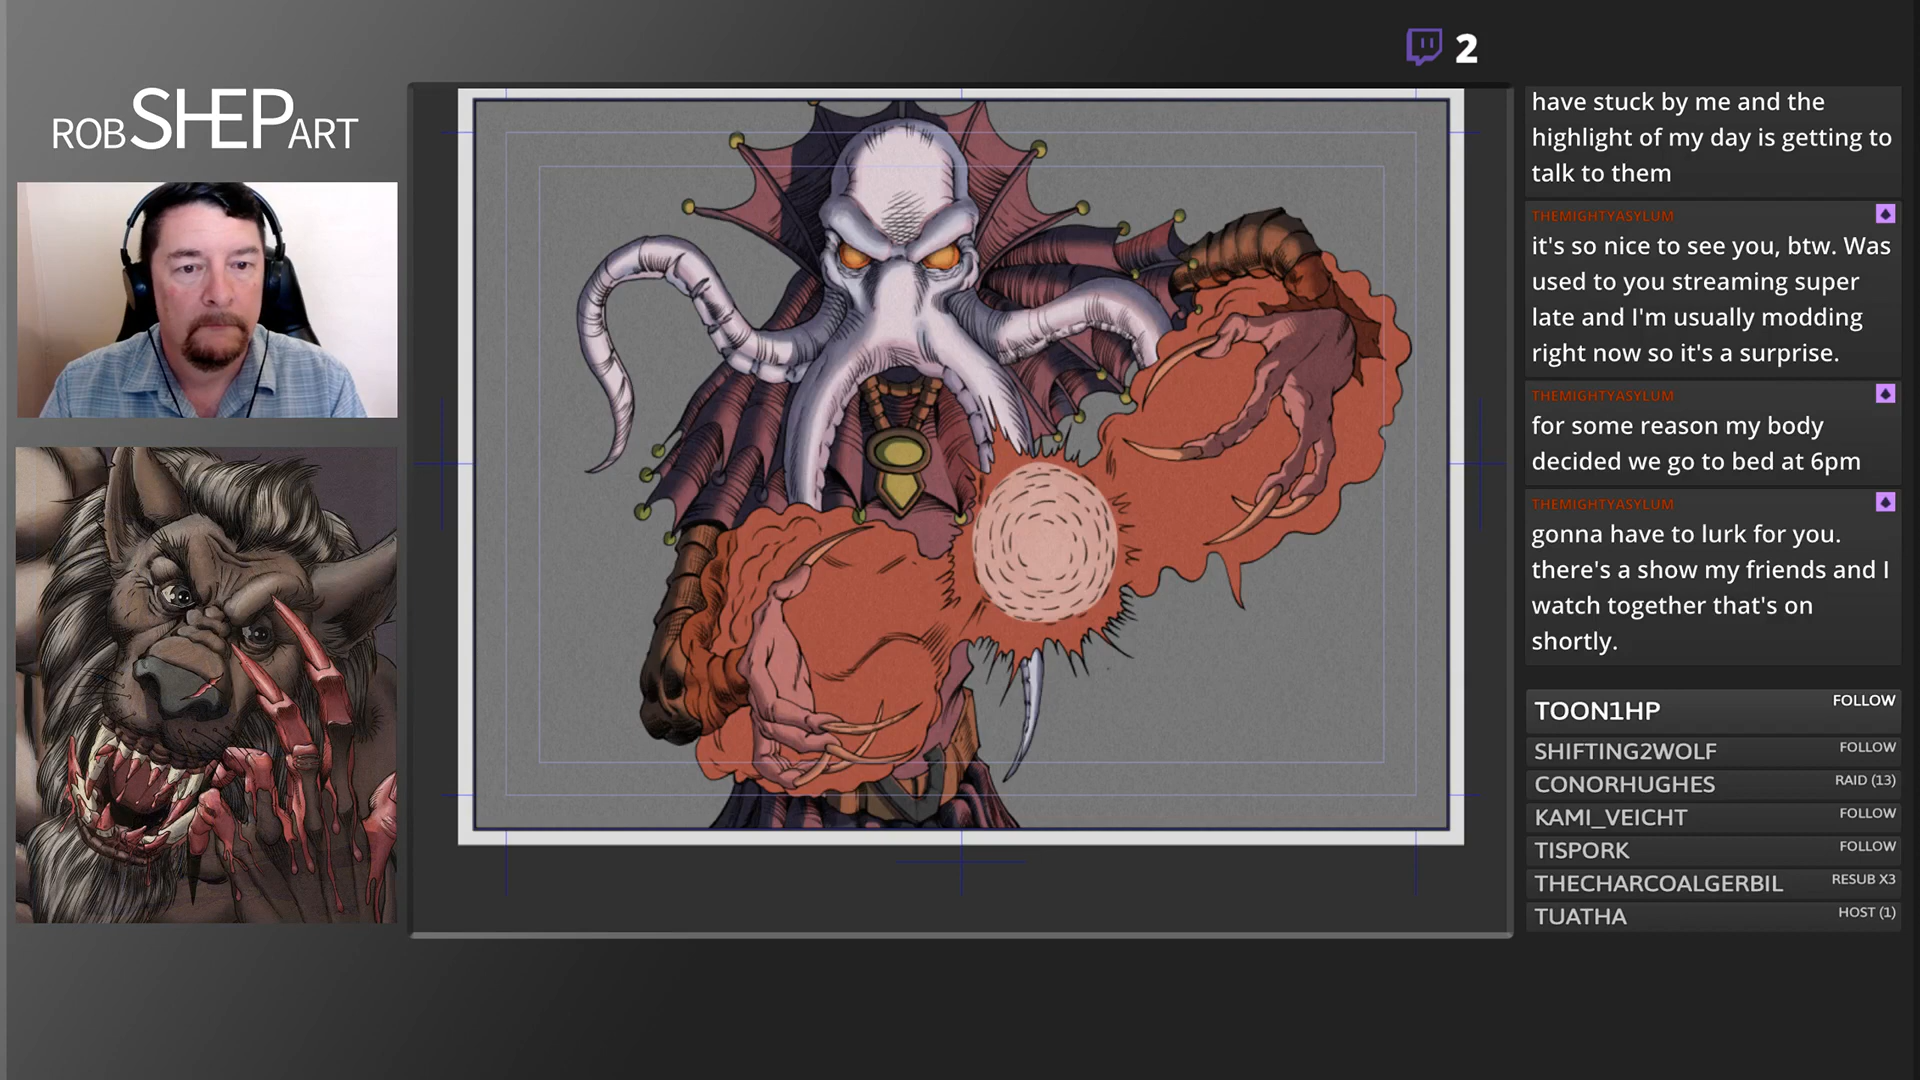 2
ROB SHEP ART
have stuck by me and the
highlight of my day is getting to
talk to them
THEMIGHTYASYLUM
it's so nice to see you, btw. Was
used to you streaming super
late and I'm usually modding
right now so it's a surprise.
THEMIGHTYASYLUM
for some reason my body
decided we go to bed at 6pm
THEMIGHTYASYLUM
gonna have to lurk for you.
there's a show my friends and I
watch together that's on
shortly.
TOON1HP FOLLOW
SHIFTING2WOLF FOLLOW
CONORHUGHES RAID (13)
KAMI_VEICHT FOLLOW
TISPORK FOLLOW
THECHARCOALGERBIL RESUB X3
TUATHA HOST (1)